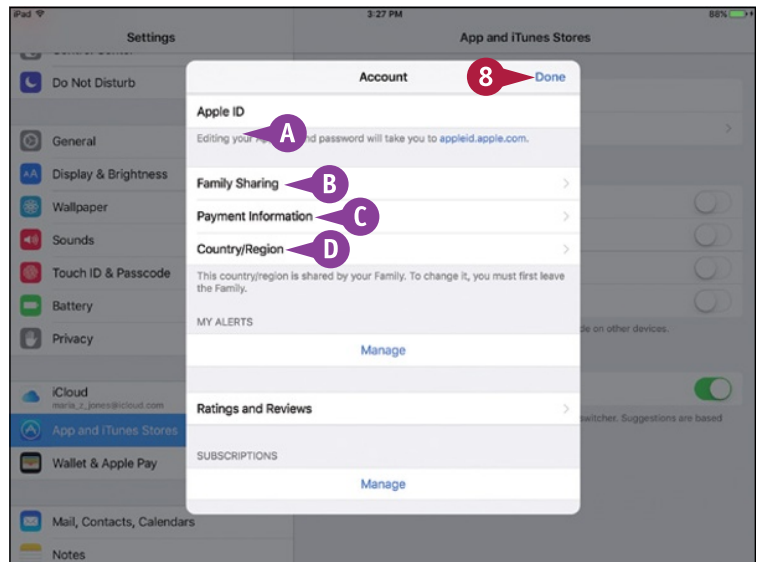 iPad 3:27 PM 88%
Settings
App and iTunes Stores
Do Not Disturb
General
Display & Brightness
Wallpaper
Sounds
Touch ID & Passcode
Battery
Privacy
iCloud
maria_z_jones@icloud.com
App and iTunes Stores
Wallet & Apple Pay
Mail, Contacts, Calendars
Notes
Account
8
Done
Apple ID
A
Editing your password will take you to appleid.apple.com.
Family Sharing
B
Payment Information
C
Country/Region
D
This country/region is shared by your Family. To change it, you must first leave
the Family.
MY ALERTS
Manage
Ratings and Reviews
SUBSCRIPTIONS
Manage
de on other devices.
switcher. Suggestions are based